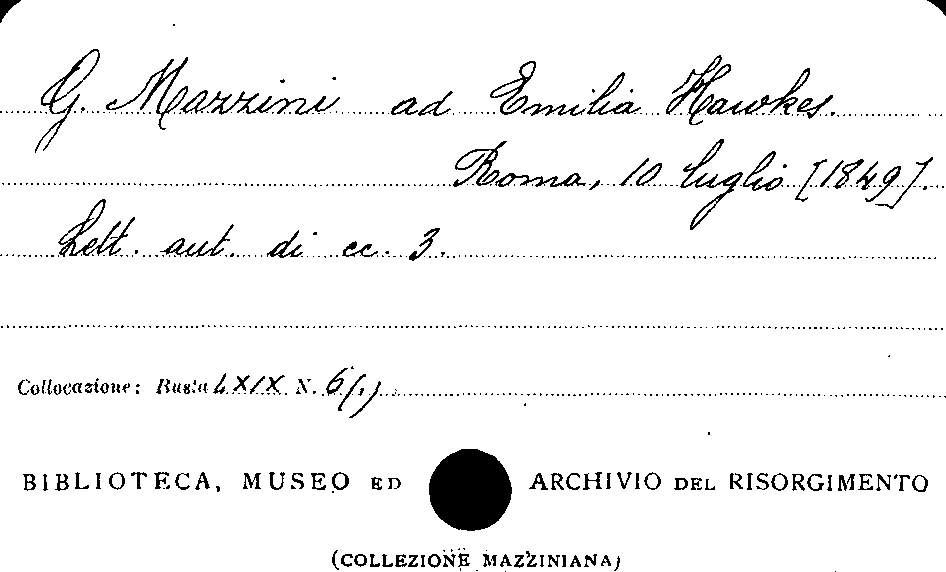 G. Mazzini ad Emilia Hawkes.
Roma, 10 luglio [1849].
Lett. aut. di cc. 3.
Collocazione: Busta LXIX N. 6(1)
BIBLIOTECA, MUSEO ED ARCHIVIO DEL RISORGIMENTO
(COLLEZIONE MAZZINIANA)